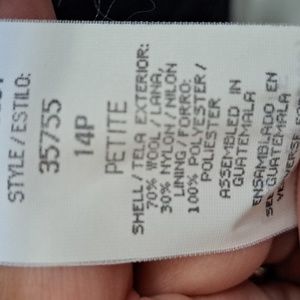 STYLE/ESTILO:
35755
14P
PETITE
SHELL/ TELA EXTERIOR:
70% WOOL / LANA,
30% NYLON / NILON
LINING/ FORRO:
100% POLYESTER /
POLIESTER
ASSEMBLED IN
GUATEMALA
ENSAMBLADO EN
GUATEMALA